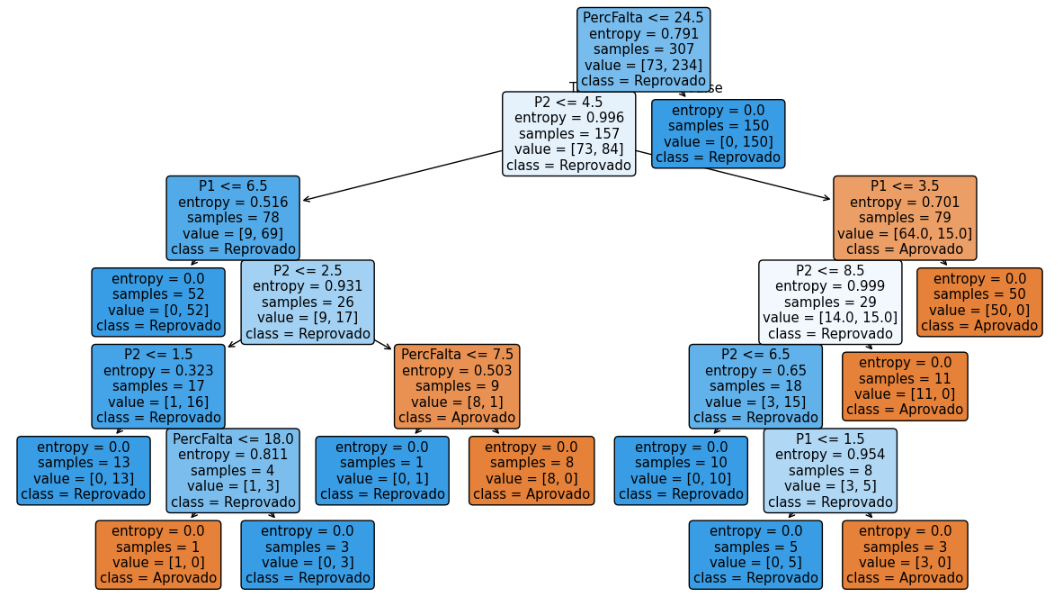 PercFalta <= 24.5
entropy = 0.791
samples = 307
value = [73, 234]
class = Reprovado
P2 <= 4.5
entropy = 0.996
samples = 157
value = [73, 84]
class = Reprovado
entropy = 0.0
samples = 150
value = [0, 150]
class = Reprovado
P1 <= 6.5
entropy = 0.516
samples = 78
value = [9, 69]
class = Reprovado
P1 <= 3.5
entropy = 0.701
samples = 79
value = [64.0, 15.0]
class = Aprovado
entropy = 0.0
samples = 52
value = [0, 52]
class = Reprovado
P2 <= 2.5
entropy = 0.931
samples = 26
value = [9, 17]
class = Reprovado
P2 <= 8.5
entropy = 0.999
samples = 29
value = [14.0, 15.0]
class = Reprovado
entropy = 0.0
samples = 50
value = [50, 0]
class = Aprovado
P2 <= 1.5
entropy = 0.323
samples = 17
value = [1, 16]
class = Reprovado
PercFalta <= 7.5
entropy = 0.503
samples = 9
value = [8, 1]
class = Aprovado
P2 <= 6.5
entropy = 0.65
samples = 18
value = [3, 15]
class = Reprovado
entropy = 0.0
samples = 11
value = [11, 0]
class = Aprovado
entropy = 0.0
samples = 13
value = [0, 13]
class = Reprovado
PercFalta <= 18.0
entropy = 0.811
samples = 4
value = [1, 3]
class = Reprovado
entropy = 0.0
samples = 1
value = [0, 1]
class = Reprovado
entropy = 0.0
samples = 8
value = [8, 0]
class = Aprovado
entropy = 0.0
samples = 10
value = [0, 10]
class = Reprovado
P1 <= 1.5
entropy = 0.954
samples = 8
value = [3, 5]
class = Reprovado
entropy = 0.0
samples = 1
value = [1, 0]
class = Aprovado
entropy = 0.0
samples = 3
value = [0, 3]
class = Reprovado
entropy = 0.0
samples = 5
value = [0, 5]
class = Reprovado
entropy = 0.0
samples = 3
value = [3, 0]
class = Aprovado